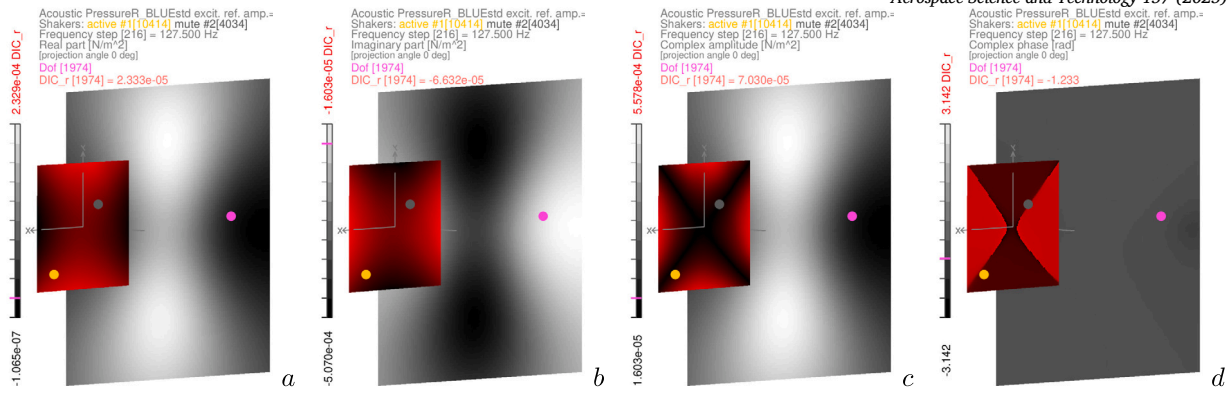 Aerospace Science and Technology 137 (2023)
Acoustic PressureR_BLUEstd excit. ref. amp.=
Shakers: active #1[10414] mute #2[4034]
Frequency step [216] = 127.500 Hz
Real part [N/m^2]
[projection angle 0 deg]
Dof [1974]
DIC_r [1974] = 2.333e-05
2.329e-04 DIC_r
-1.065e-07
X
X
a
Acoustic PressureR_BLUEstd excit. ref. amp.=
Shakers: active #1[10414] mute #2[4034]
Frequency step [216] = 127.500 Hz
Imaginary part [N/m^2]
[projection angle 0 deg]
Dof [1974]
DIC_r [1974] = -6.632e-05
-1.603e-05 DIC_r
-5.070e-04
X
b
Acoustic PressureR_BLUEstd excit. ref. amp.=
Shakers: active #1[10414] mute #2[4034]
Frequency step [216] = 127.500 Hz
Complex amplitude [N/m^2]
[projection angle 0 deg]
Dof [1974]
DIC_r [1974] = 7.030e-05
5.578e-04 DIC_r
1.603e-05
X
c
Acoustic PressureR_BLUEstd excit. ref. amp.=
Shakers: active #1[10414] mute #2[4034]
Frequency step [216] = 127.500 Hz
Complex phase [rad]
[projection angle 0 deg]
Dof [1974]
DIC_r [1974] = -1.233
3.142 DIC_r
-3.142
X
d